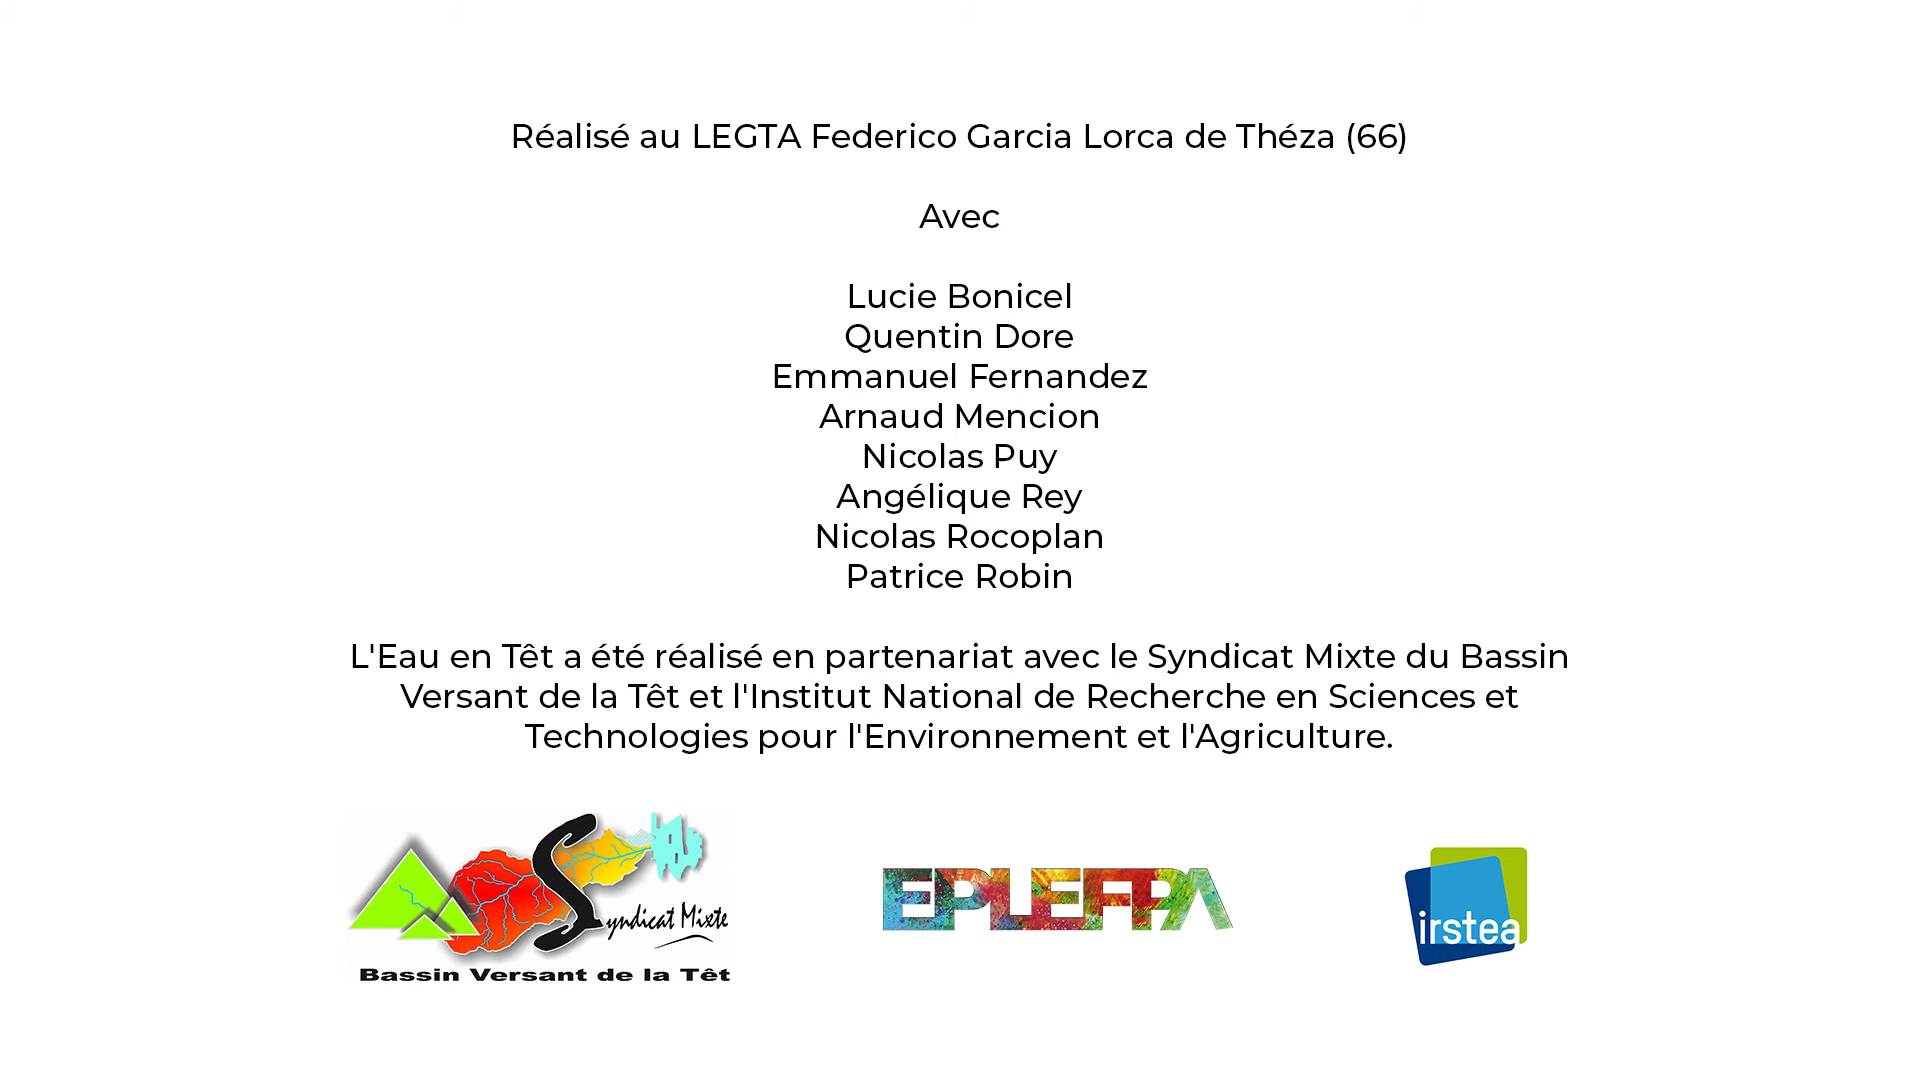 Réalisé au LEGTA Federico Garcia Lorca de Théza (66)
Avec
Lucie Bonicel
Quentin Dore
Emmanuel Fernandez
Arnaud Mencion
Nicolas Puy
Angélique Rey
Nicolas Rocoplan
Patrice Robin
L'Eau en Têt a été réalisé en partenariat avec le Syndicat Mixte du Bassin
Versant de la Têt et l'Institut National de Recherche en Sciences et
Technologies pour l'Environnement et l'Agriculture.
Syndicat Mixte
Bassin Versant de la Têt
EPLEFPA
irstea